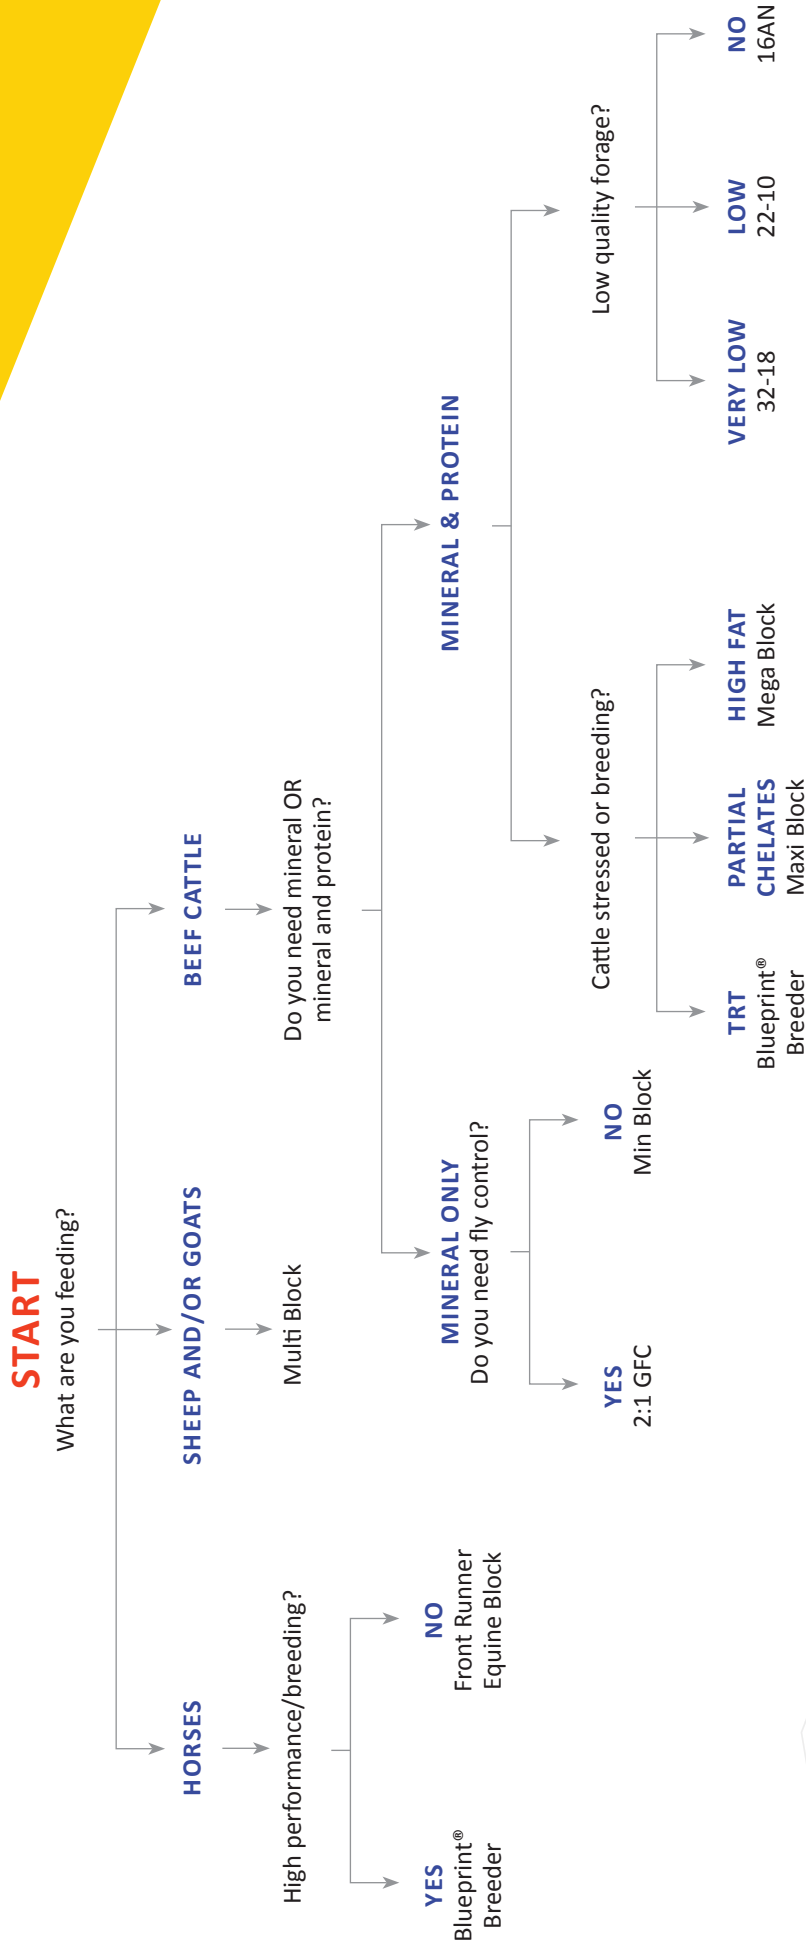 START
What are you feeding?
HORSES
High performance/breeding?
YES
Blueprint®
Breeder
NO
Front Runner
Equine Block
SHEEP AND/OR GOATS
Multi Block
BEEF CATTLE
Do you need mineral OR
mineral and protein?
MINERAL ONLY
Do you need fly control?
YES
2:1 GFC
NO
Min Block
MINERAL & PROTEIN
Cattle stressed or breeding?
TRT
Blueprint®
Breeder
PARTIAL
CHELATES
Maxi Block
HIGH FAT
Mega Block
Low quality forage?
VERY LOW
32-18
LOW
22-10
NO
16AN